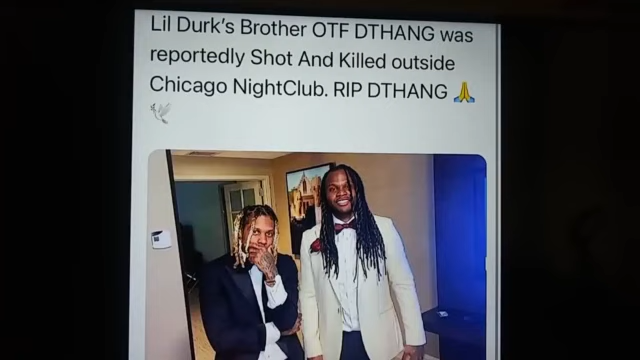 Lil Durk’s Brother OTF DTHANG was
reportedly Shot And Killed outside
Chicago NightClub. RIP DTHANG 🙏
🕊️